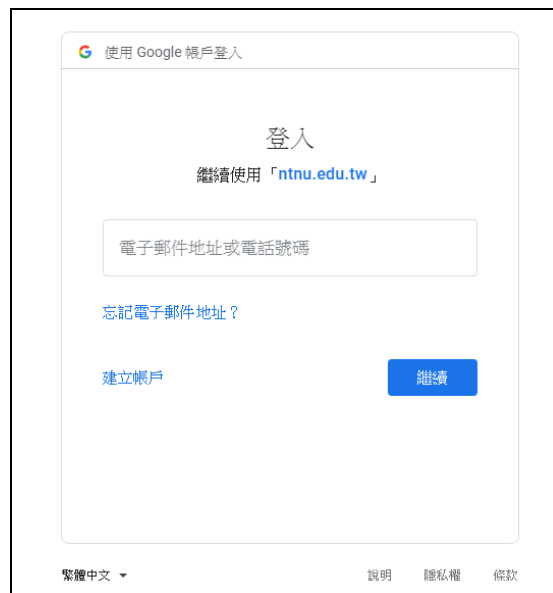 使用 Google 帳戶登入
登入
繼續使用「ntnu.edu.tw」
電子郵件地址或電話號碼
忘記電子郵件地址？
建立帳戶
繼續
繁體中文
說明 隱私權 條款